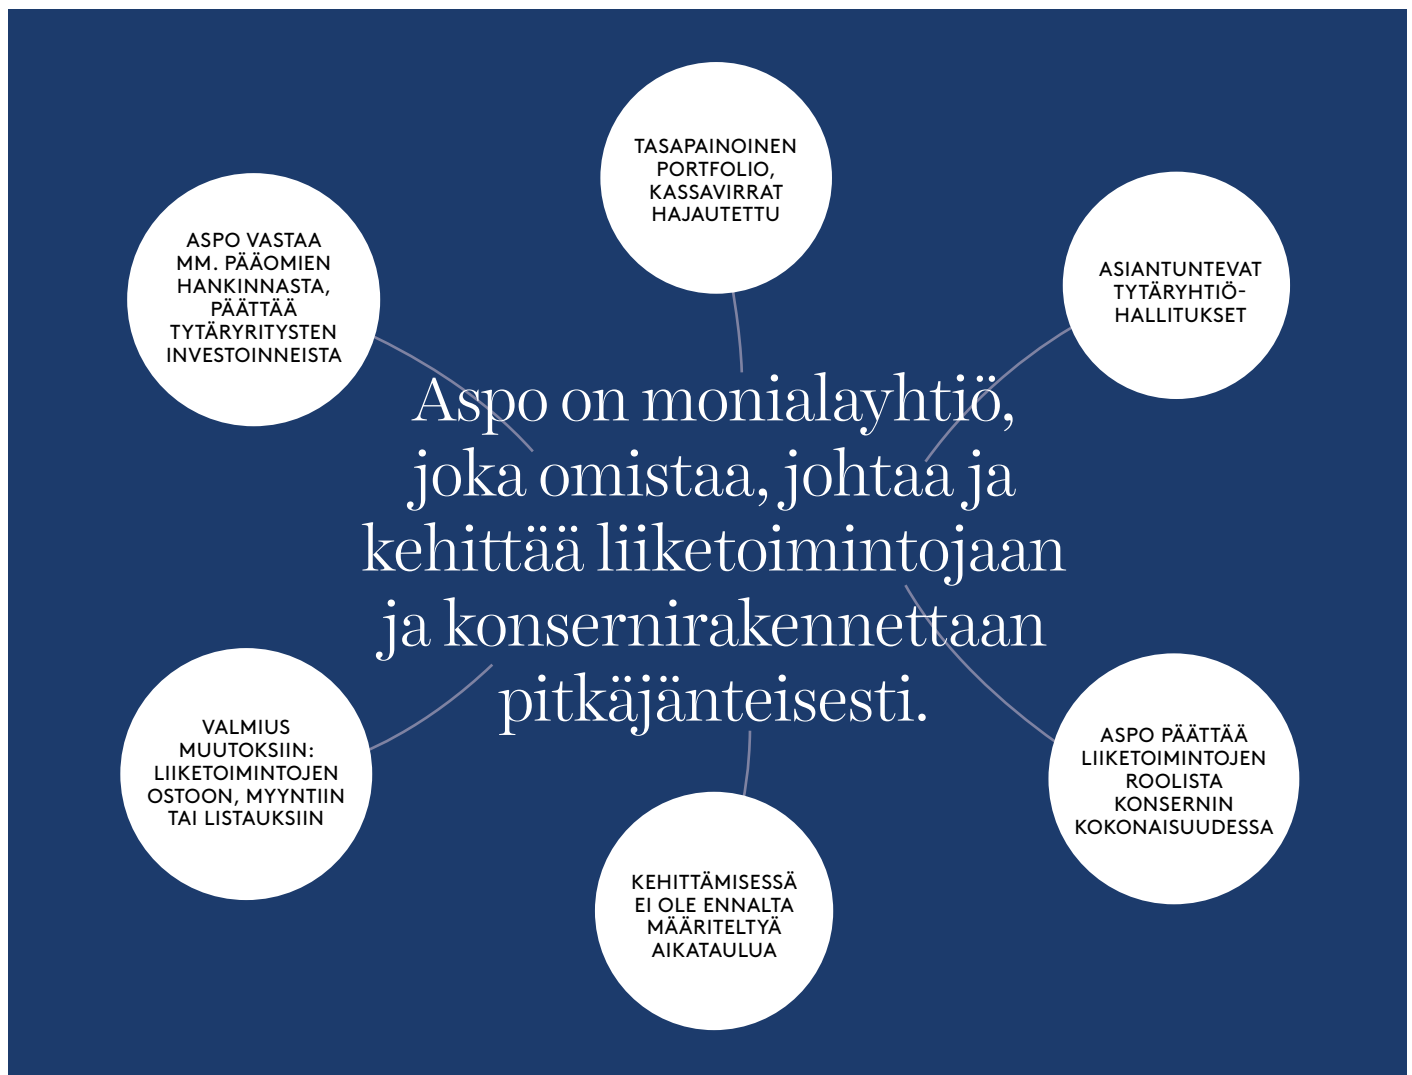 TASAPAINOINEN
PORTFOLIO,
KASSAVIRRAT
HAJAUTETTU
ASPO VASTAA
MM. PÄÄOMIEN
HANKINNASTA,
PÄÄTTÄÄ
TYTÄRYRITYSTEN
INVESTOINNEISTA
ASIANTUNTEVAT
TYTÄRYHTIÖ-
HALLITUKSET
Aspo on monialayhtiö,
joka omistaa, johtaa ja
kehittää liiketoimintojaan
ja konsernirakennettaan
pitkäjänteisesti.
VALMIUS
MUUTOKSIIN:
LIIKETOIMINTOJEN
OSTOON, MYYNTIIN
TAI LISTAUKSIIN
ASPO PÄÄTTÄÄ
LIIKETOIMINTOJEN
ROOLISTA
KONSERNIN
KOKONAISUUDESSA
KEHITTÄMISESSÄ
EI OLE ENNALTA
MÄÄRITELTYÄ
AIKATAULUA